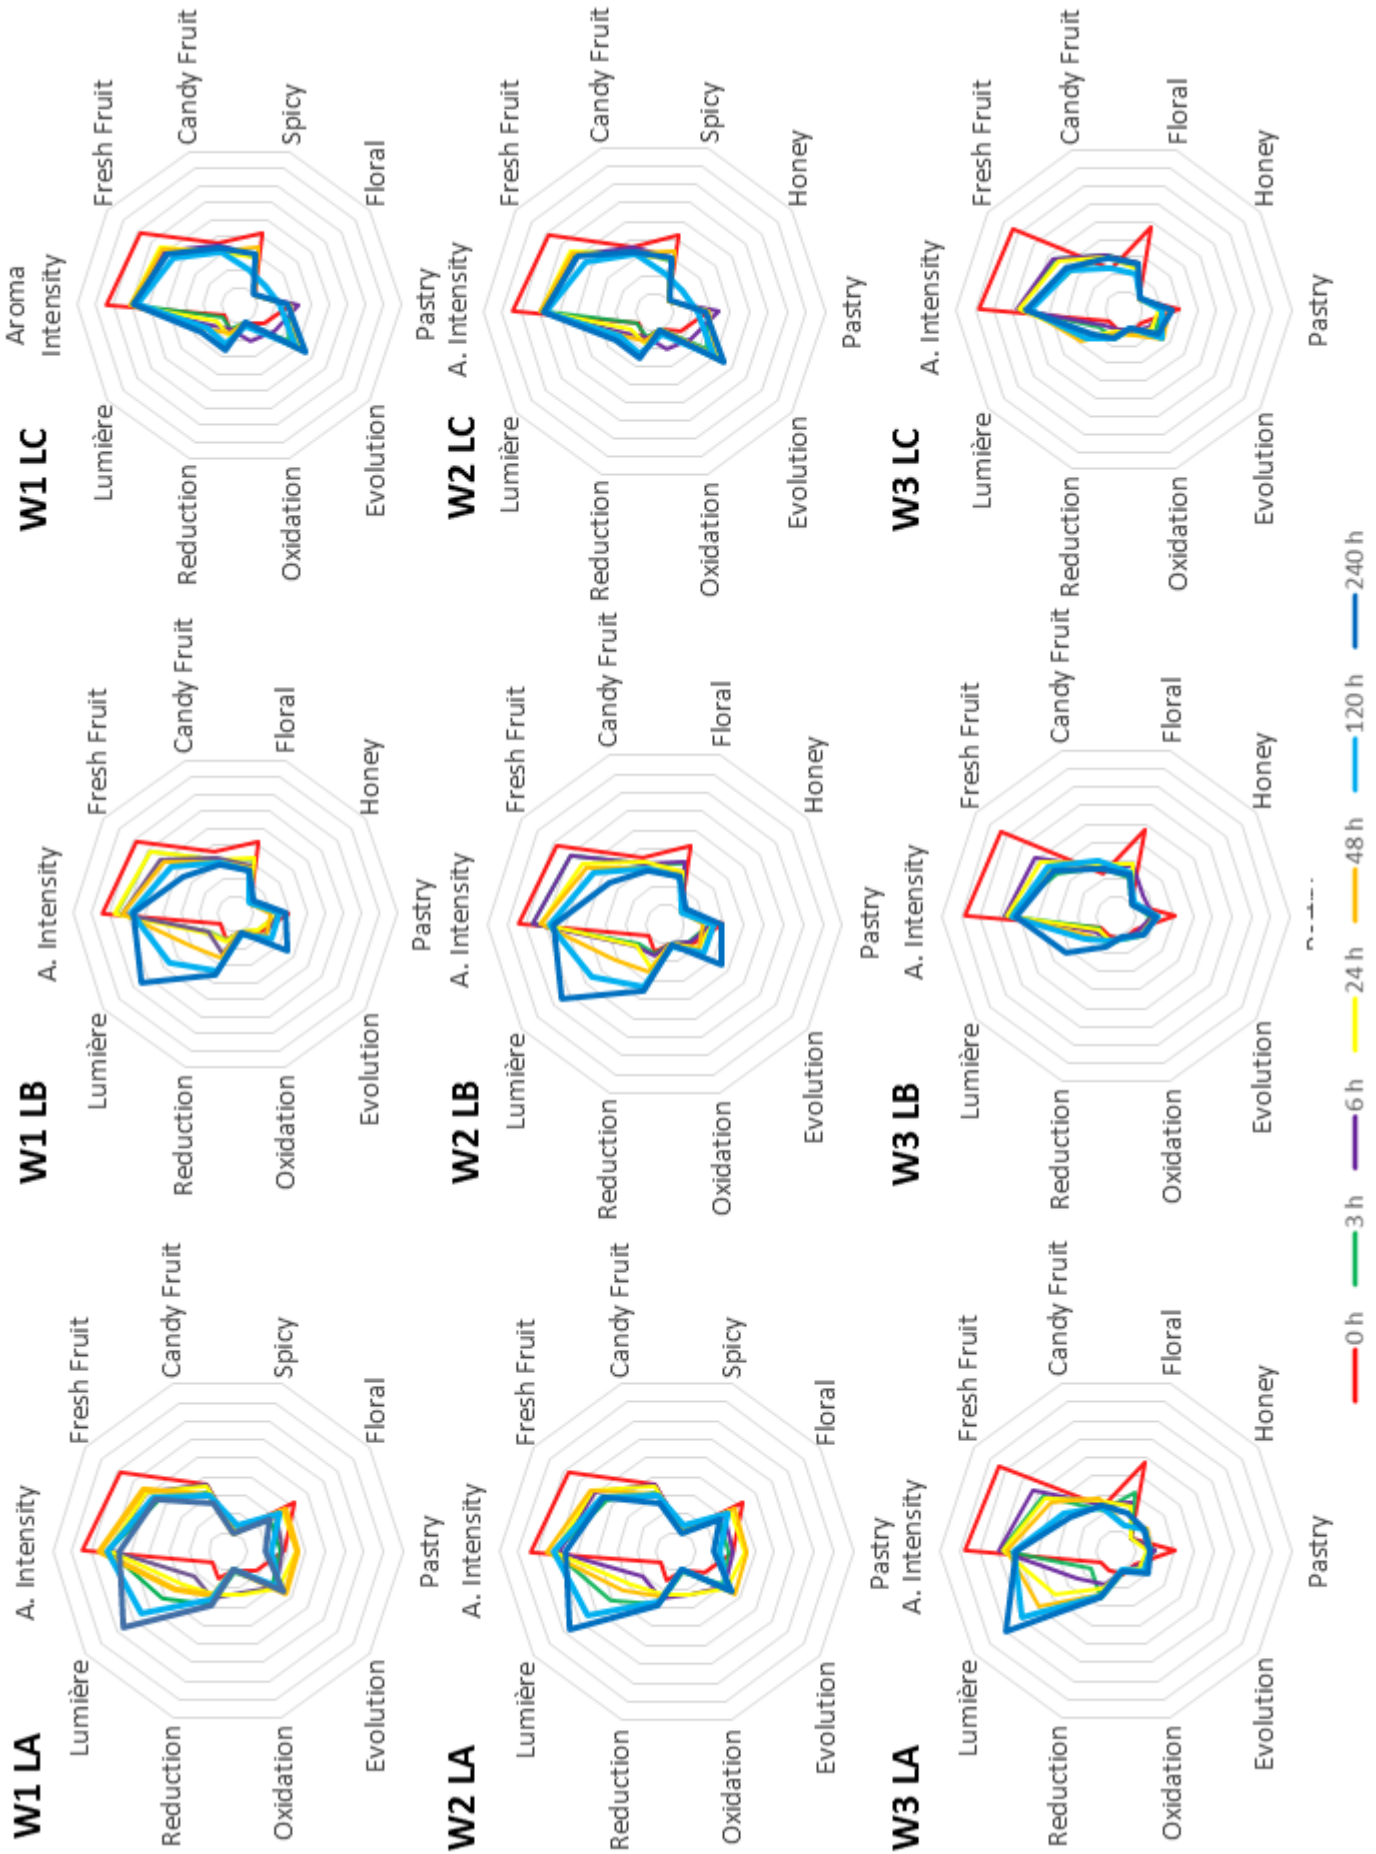 W1 LA
A. Intensity
Fresh Fruit
Candy Fruit
Spicy
Floral
Pastry
Evolution
Oxidation
Reduction
Lumière
W1 LB
A. Intensity
Fresh Fruit
Candy Fruit
Floral
Honey
Pastry
Evolution
Oxidation
Reduction
Lumière
W1 LC
Aroma
Intensity
Fresh Fruit
Candy Fruit
Spicy
Floral
Pastry
Evolution
Oxidation
Reduction
Lumière
W2 LA
A. Intensity
Fresh Fruit
Candy Fruit
Spicy
Floral
Pastry
Evolution
Oxidation
Reduction
Lumière
W2 LB
A. Intensity
Fresh Fruit
Candy Fruit
Floral
Honey
Pastry
Evolution
Oxidation
Reduction
Lumière
W2 LC
A. Intensity
Fresh Fruit
Candy Fruit
Spicy
Honey
Pastry
Evolution
Oxidation
Reduction
Lumière
W3 LA
A. Intensity
Fresh Fruit
Candy Fruit
Floral
Honey
Pastry
Evolution
Oxidation
Reduction
Lumière
W3 LB
A. Intensity
Fresh Fruit
Candy Fruit
Floral
Honey
Evolution
Oxidation
Reduction
Lumière
W3 LC
A. Intensity
Fresh Fruit
Candy Fruit
Floral
Honey
Pastry
Evolution
Oxidation
Reduction
Lumière
0 h 3 h 6 h 24 h 48 h 120 h 240 h